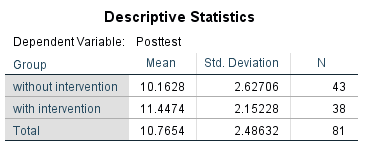 Descriptive Statistics
Dependent Variable: Posttest
Group Mean Std. Deviation N
without intervention 10.1628 2.62706 43
with intervention 11.4474 2.15228 38
Total 10.7654 2.48632 81